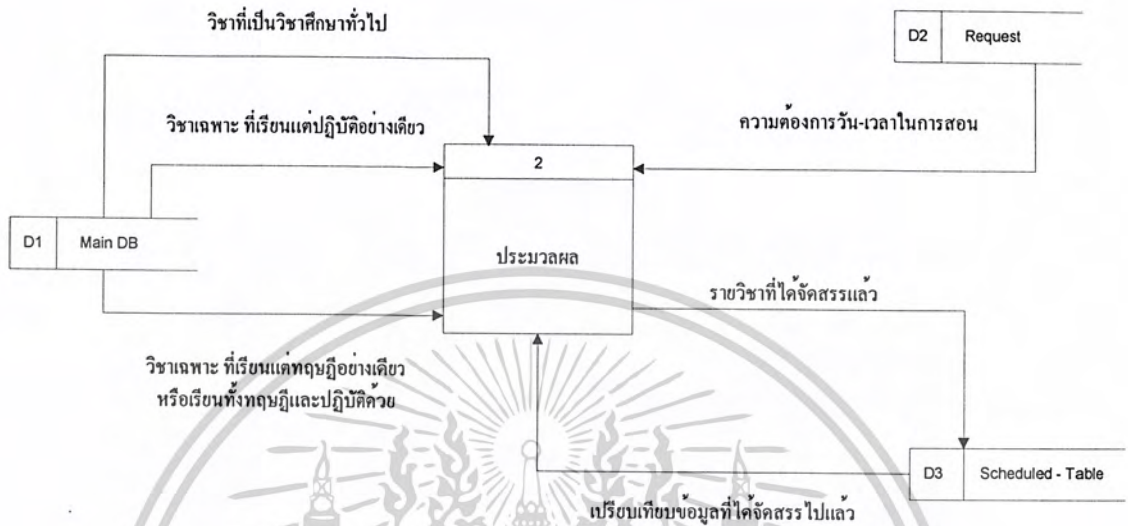 วิชาที่เป็นวิชาศึกษาทั่วไป
D2 Request
วิชาเฉพาะ ที่เรียนแต่ปฏิบัติอย่างเดียว
ความต้องการวัน-เวลาในการสอน
2
D1 Main DB
ประมวลผล
รายวิชาที่ได้จัดสรรแล้ว
วิชาเฉพาะ ที่เรียนแต่ทฤษฎีอย่างเดียว
หรือเรียนทั้งทฤษฎีและปฏิบัติด้วย
D3 Scheduled - Table
เปรียบเทียบข้อมูลที่ได้จัดสรรไปแล้ว